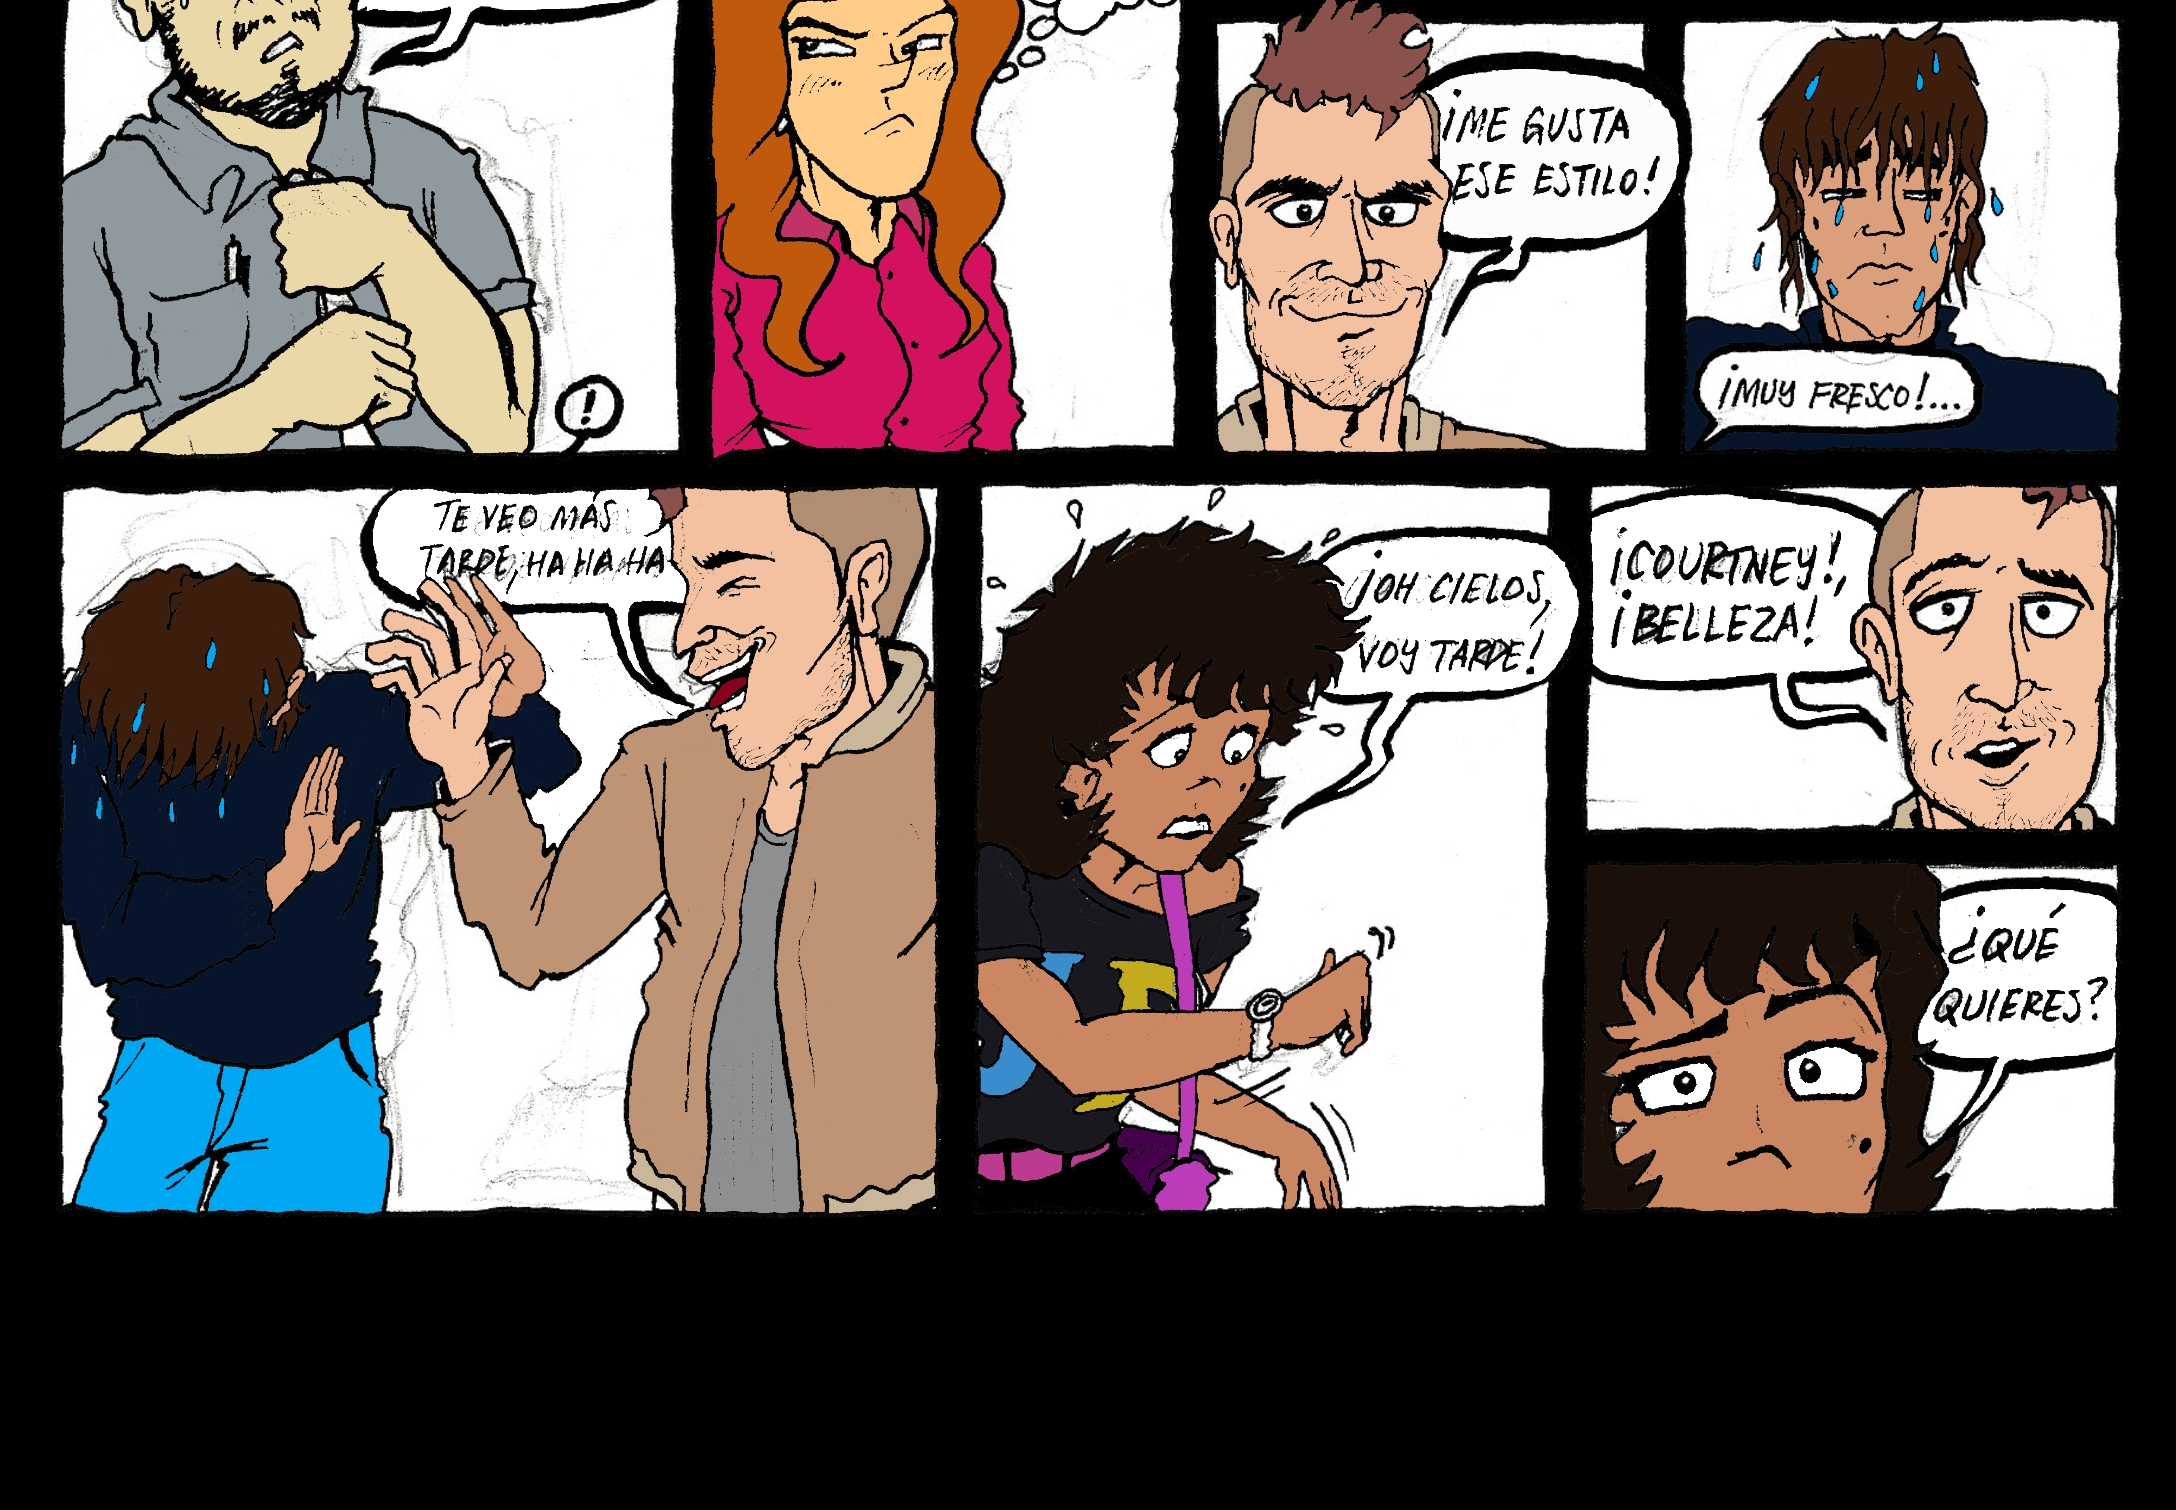 !
¡ME GUSTA
ESE ESTILO!
¡MUY FRESCO!...
TE VEO MÁS
TARDE, HA HA HA
¡OH CIELOS,
VOY TARDE!
¡COURTNEY!,
¡BELLEZA!
¿QUÉ
QUIERES?